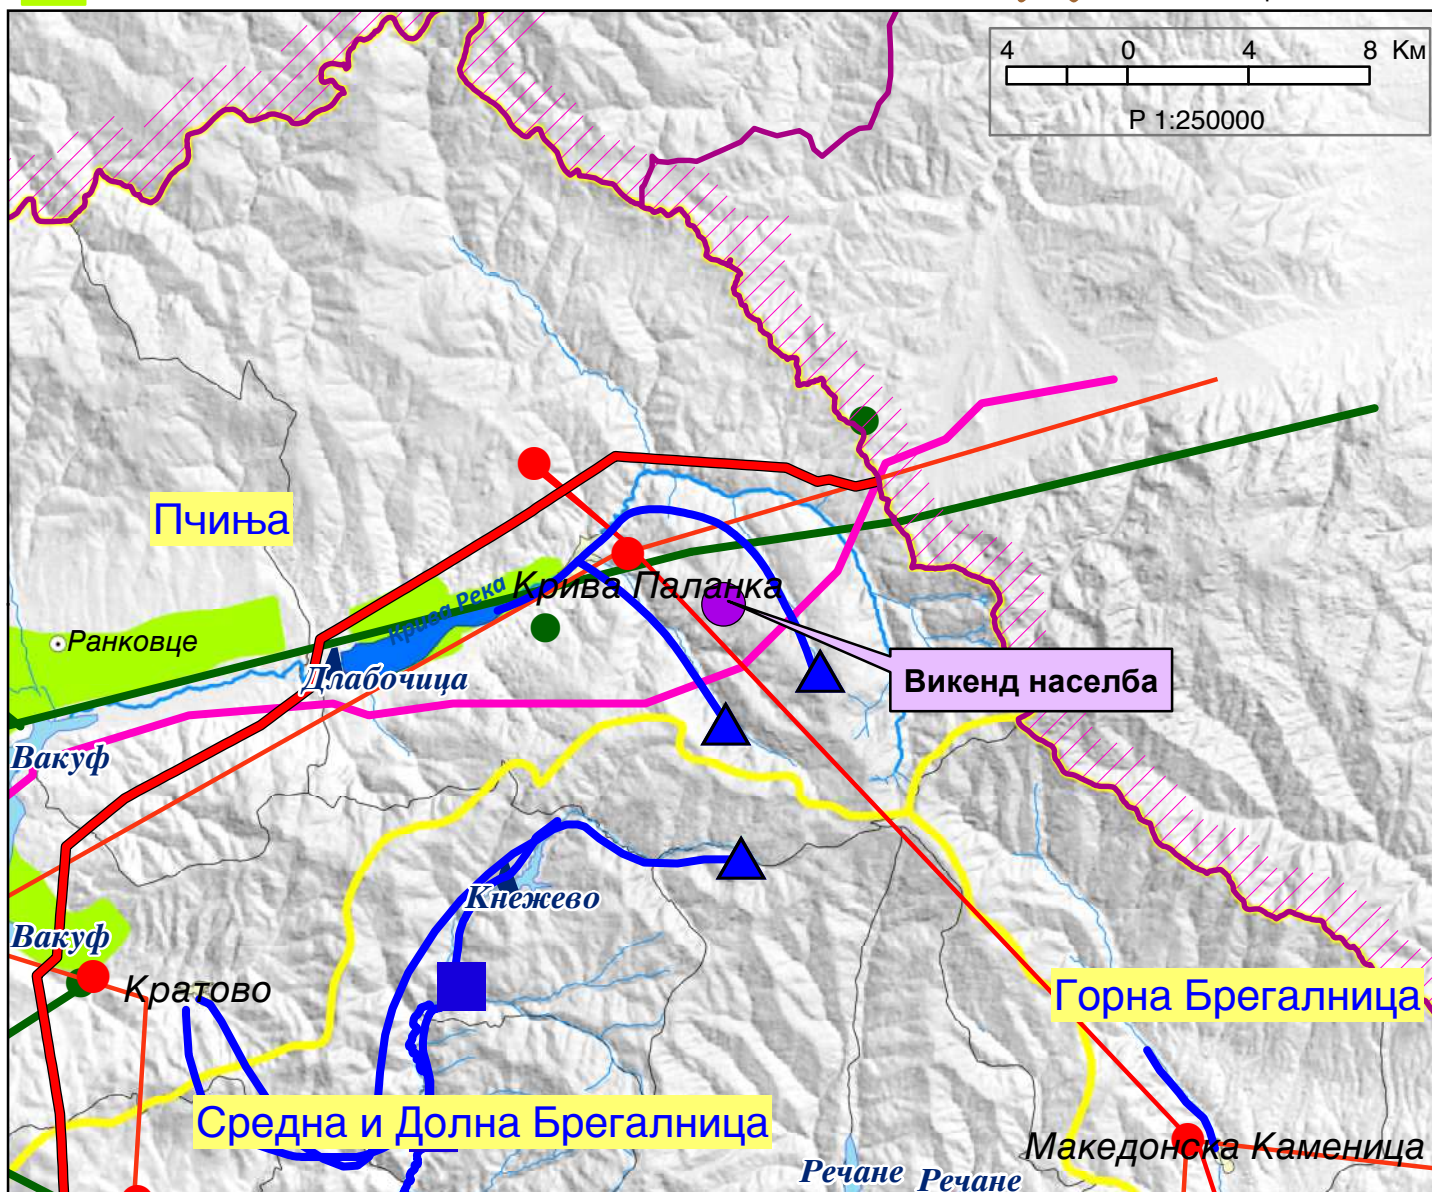 4 0 4 8 Км
Р 1:250000
Пчиња
Крива Река
Крива Паланка
Ранковце
Длабочица
Викенд населба
Вакуф
Кнежево
Вакуф
Кратово
Горна Брегалница
Средна и Долна Брегалница
Македонска Каменица
Речане Речане